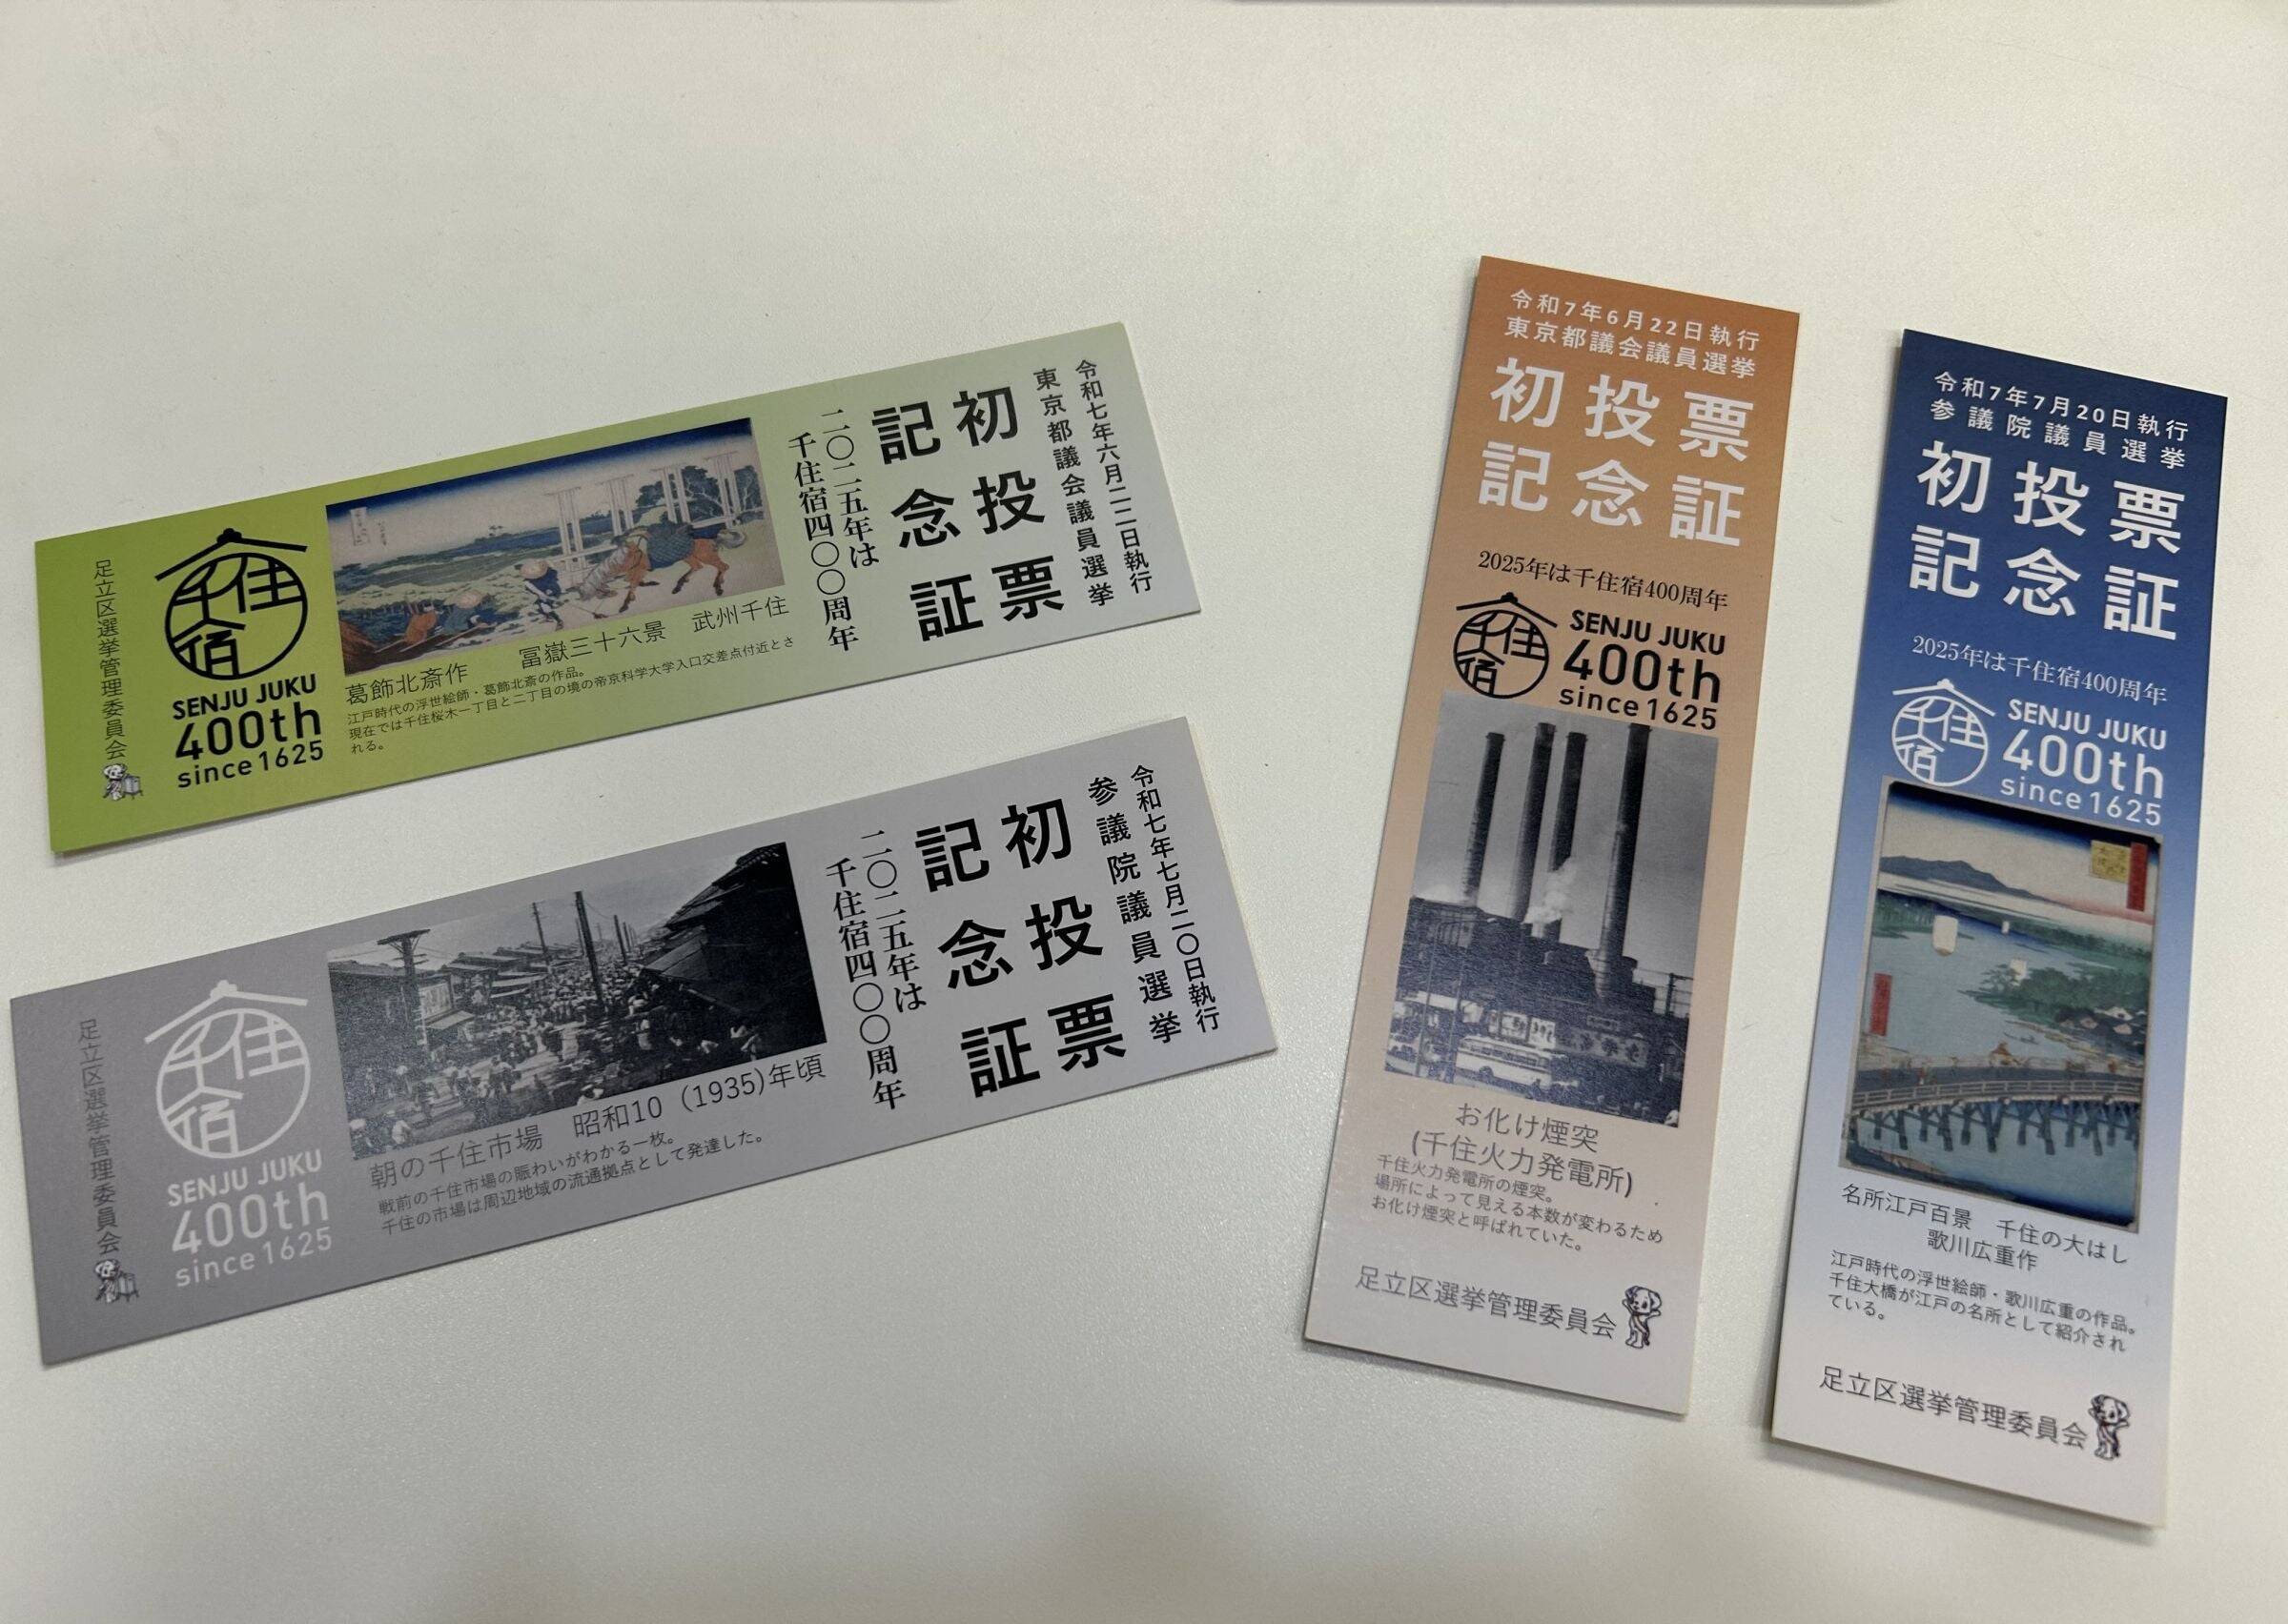 令和七年六月二二日執行
東京都議会議員選挙
初投票
記念証
二〇二五年は
千住宿四〇〇周年
葛飾北斎作　冨嶽三十六景　武州千住
江戸時代の浮世絵師・葛飾北斎の作品。
現在では千住桜木一丁目と二丁目の境の帝京科学大学入口交差点付近とさ
れる。
千住宿
SENJU JUKU
400th
since 1625
足立区選挙管理委員会
令和七年七月二〇日執行
参議院議員選挙
初投票
記念証
二〇二五年は
千住宿四〇〇周年
朝の千住市場　昭和10（1935)年頃
戦前の千住市場の賑わいがわかる一枚。
千住の市場は周辺地域の流通拠点として発達した。
千住宿
SENJU JUKU
400th
since 1625
足立区選挙管理委員会
令和7年6月22日執行
東京都議会議員選挙
初投票
記念証
2025年は千住宿400周年
千住宿
SENJU JUKU
400th
since 1625
お化け煙突
(千住火力発電所)
千住火力発電所の煙突。
場所によって見える本数が変わるため
お化け煙突と呼ばれていた。
足立区選挙管理委員会
令和7年7月20日執行
参議院議員選挙
初投票
記念証
2025年は千住宿400周年
千住宿
SENJU JUKU
400th
since 1625
名所江戸百景　千住の大はし
歌川広重作
江戸時代の浮世絵師・歌川広重の作品。
千住大橋が江戸の名所として紹介され
ている。
足立区選挙管理委員会